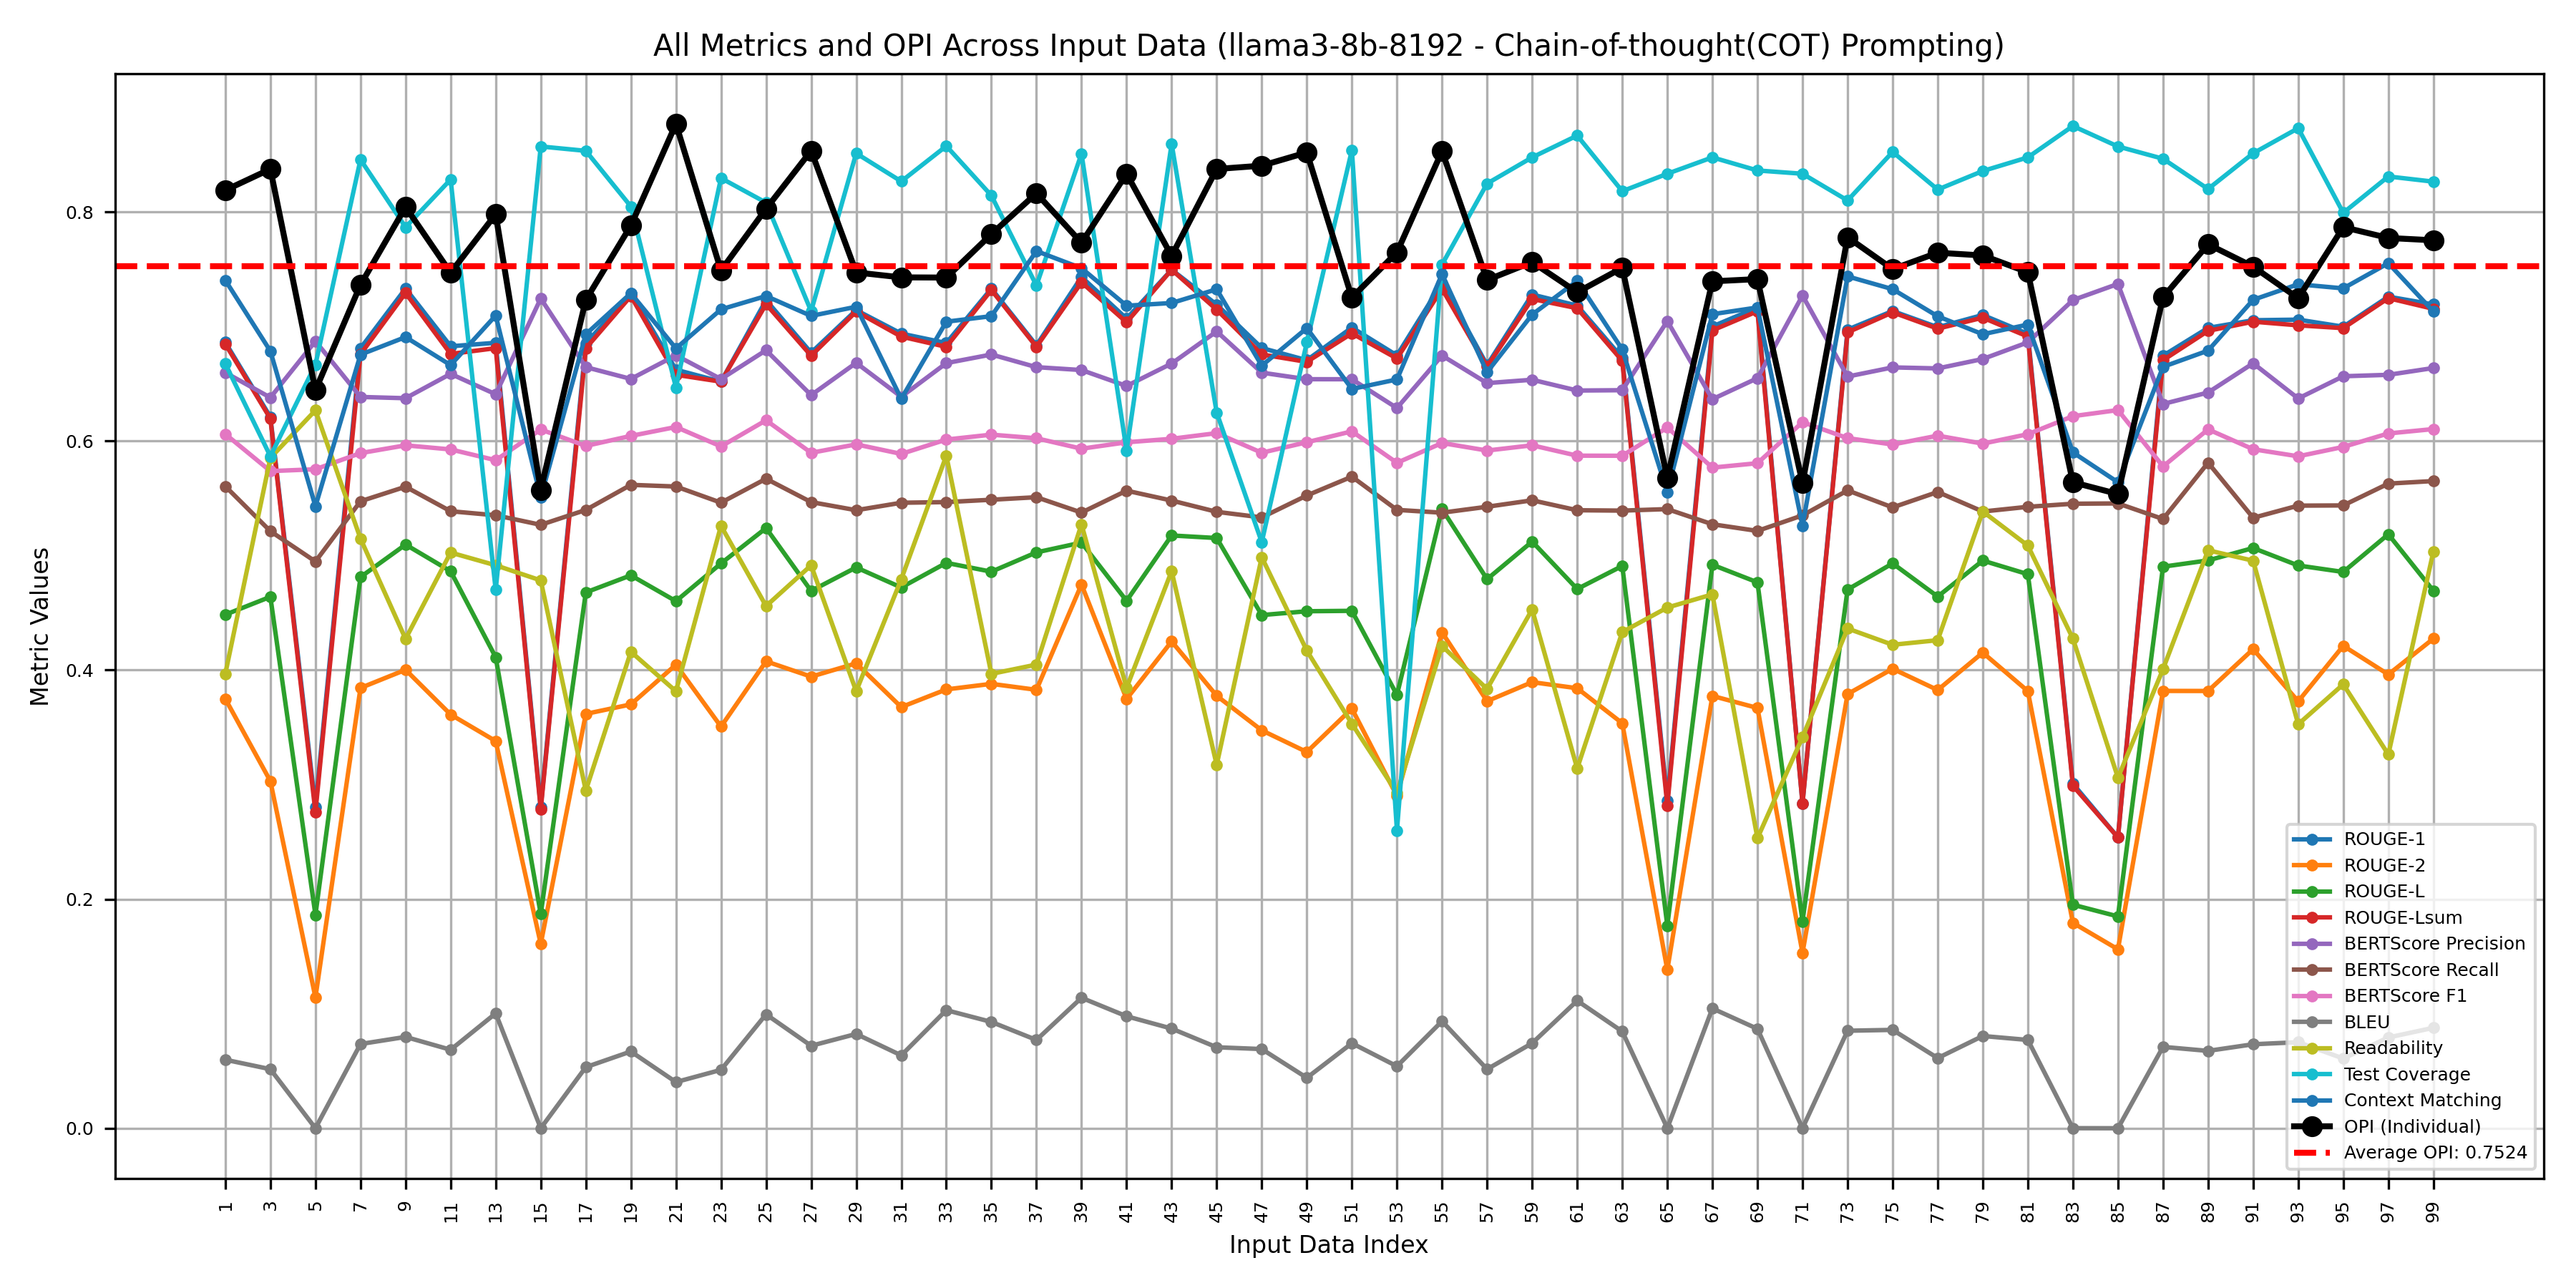 All Metrics and OPI Across Input Data (llama3-8b-8192 - Chain-of-thought(COT) Prompting)
Metric Values
0.8
0.6
0.4
0.2
0.0
ROUGE-1
ROUGE-2
ROUGE-L
ROUGE-Lsum
BERTScore Precision
BERTScore Recall
BERTScore F1
BLEU
Readability
Test Coverage
Context Matching
OPI (Individual)
Average OPI: 0.7524
1 3 5 7 9 11 13 15 17 19 21 23 25 27 29 31 33 35 37 39 41 43 45 47 49 51 53 55 57 59 61 63 65 67 69 71 73 75 77 79 81 83 85 87 89 91 93 95 97 99
Input Data Index